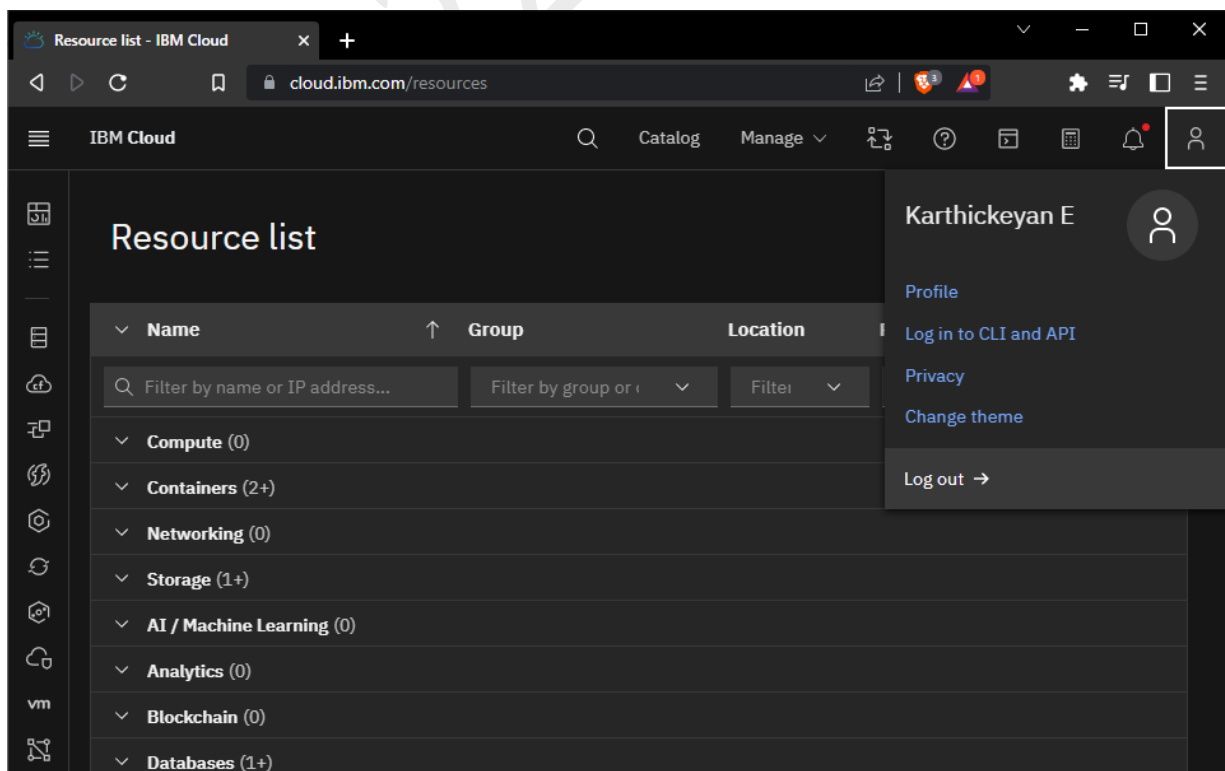 Resource list - IBM Cloud
cloud.ibm.com/resources
3
1
IBM Cloud
Catalog
Manage
Karthickeyan E
Resource list
Profile
Name
Group
Location
Log in to CLI and API
Filter by name or IP address...
Filter by group or
Privacy
Change theme
Compute (0)
Containers (2+)
Log out →
Networking (0)
Storage (1+)
AI / Machine Learning (0)
Analytics (0)
vm
Blockchain (0)
Databases (1+)